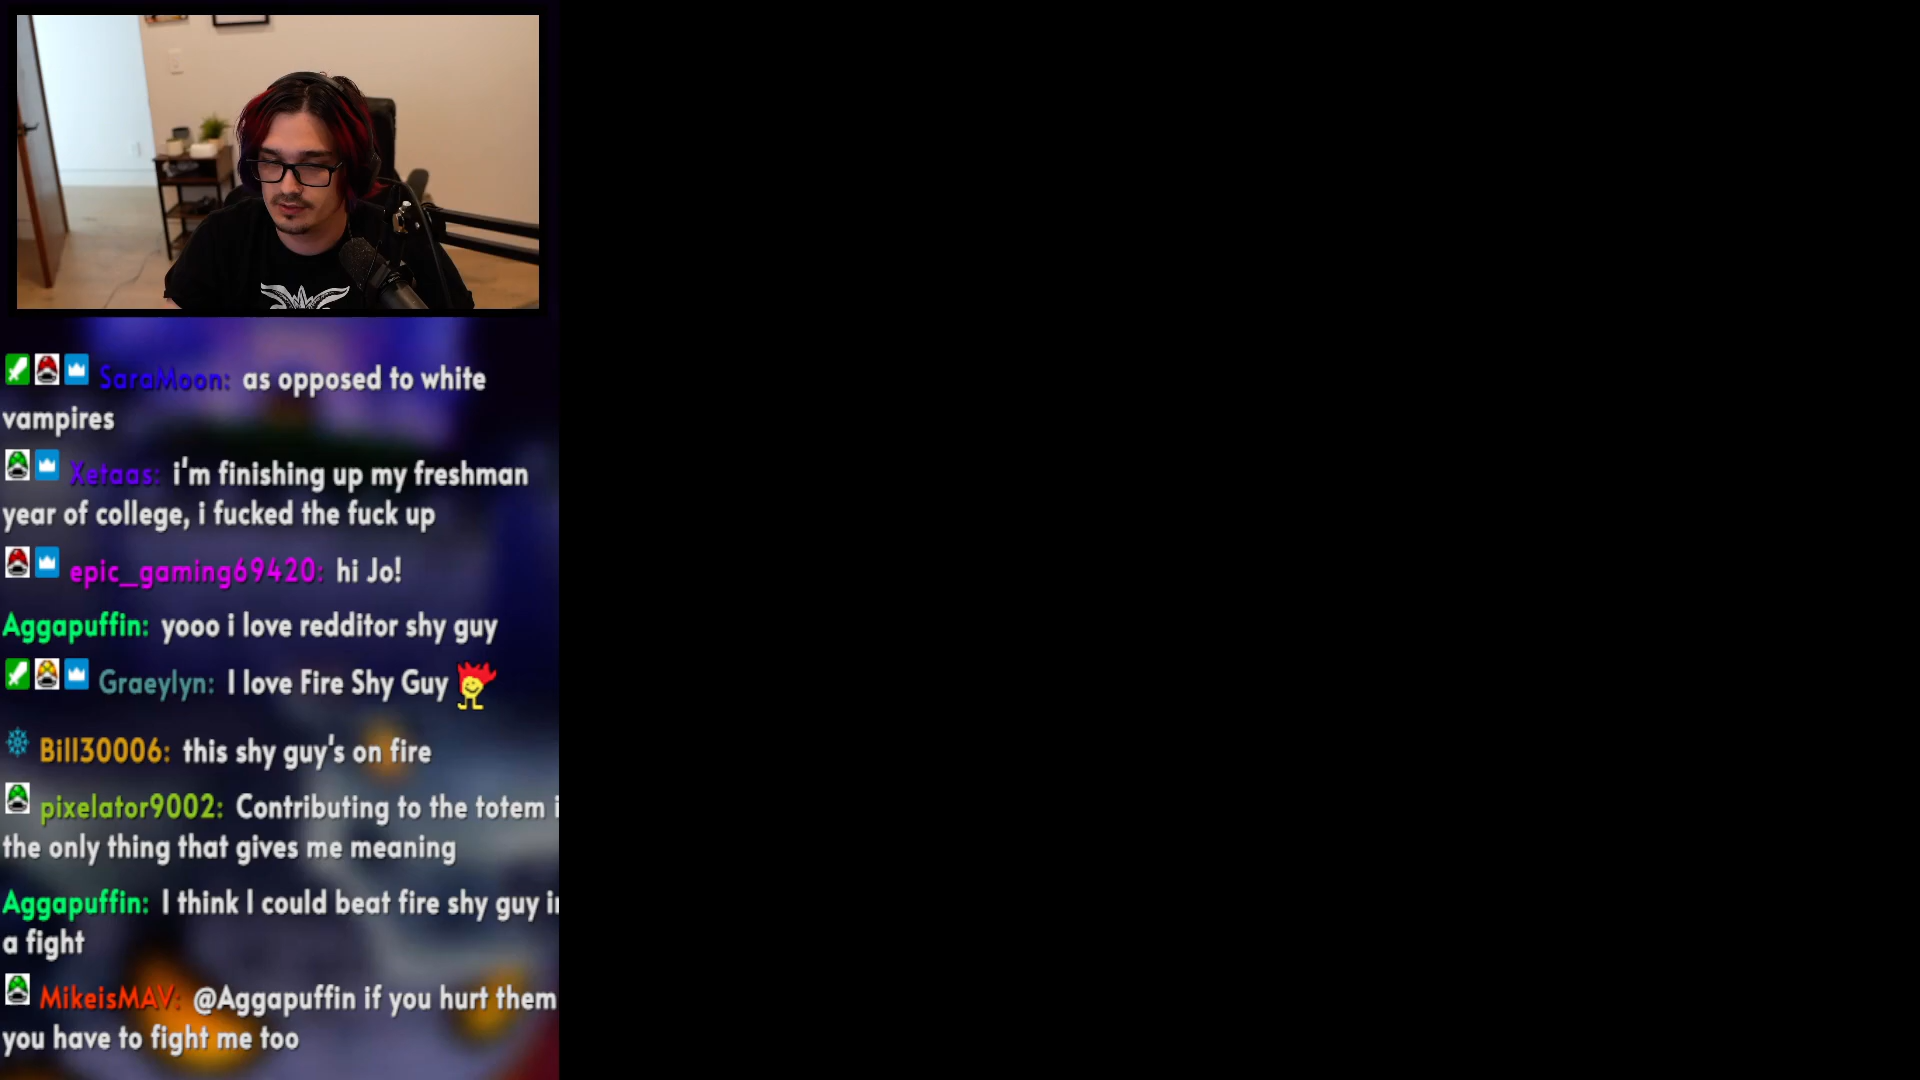 SaraMoon: as opposed to white
vampires
Xetaas: i'm finishing up my freshman
year of college, i fucked the fuck up
epic_gaming69420: hi Jo!
Aggapuffin: yooo i love redditor shy guy
Graeylyn: I love Fire Shy Guy
Bill30006: this shy guy's on fire
pixelator9002: Contributing to the totem i
the only thing that gives me meaning
Aggapuffin: I think I could beat fire shy guy in
a fight
MikeisMAV: @Aggapuffin if you hurt them
you have to fight me too